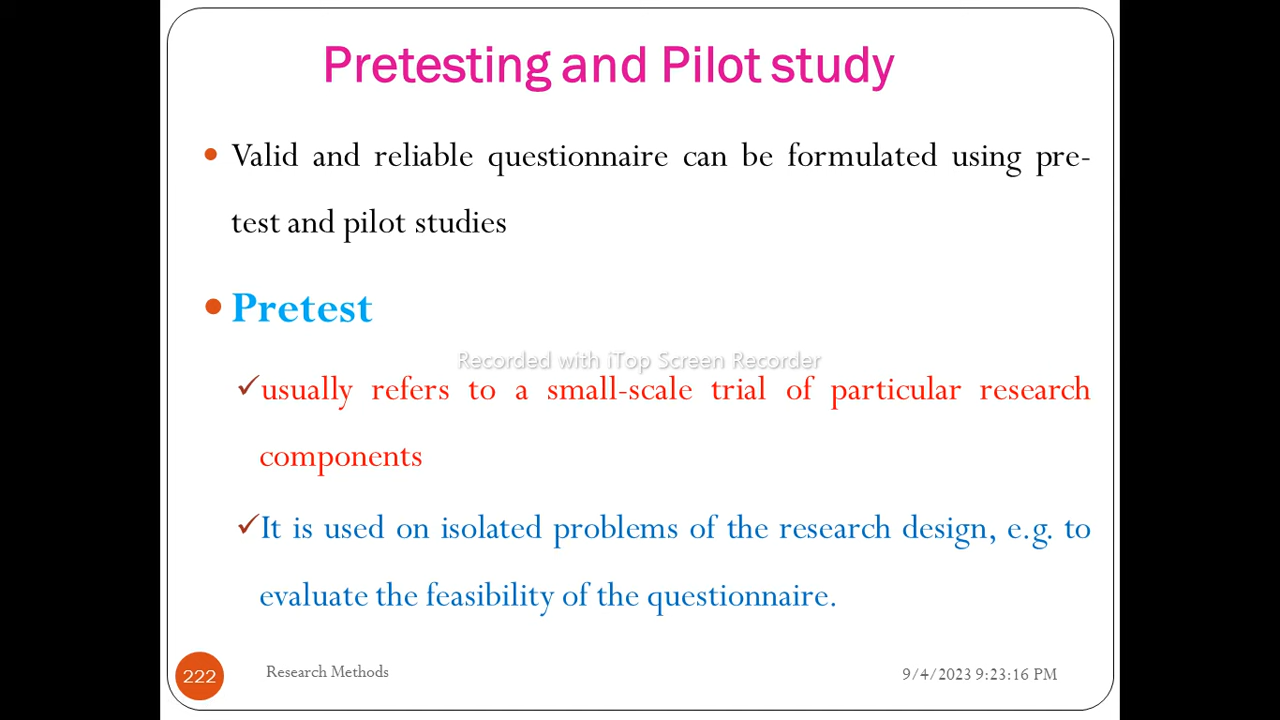 Pretesting and Pilot study
Valid and reliable questionnaire can be formulated using pre-
test and pilot studies
Pretest
Recorded with iTop Screen Recorder
usually refers to a small-scale trial of particular research
components
It is used on isolated problems of the research design, e.g. to
evaluate the feasibility of the questionnaire.
222
Research Methods
9/4/2023 9:23:16 PM